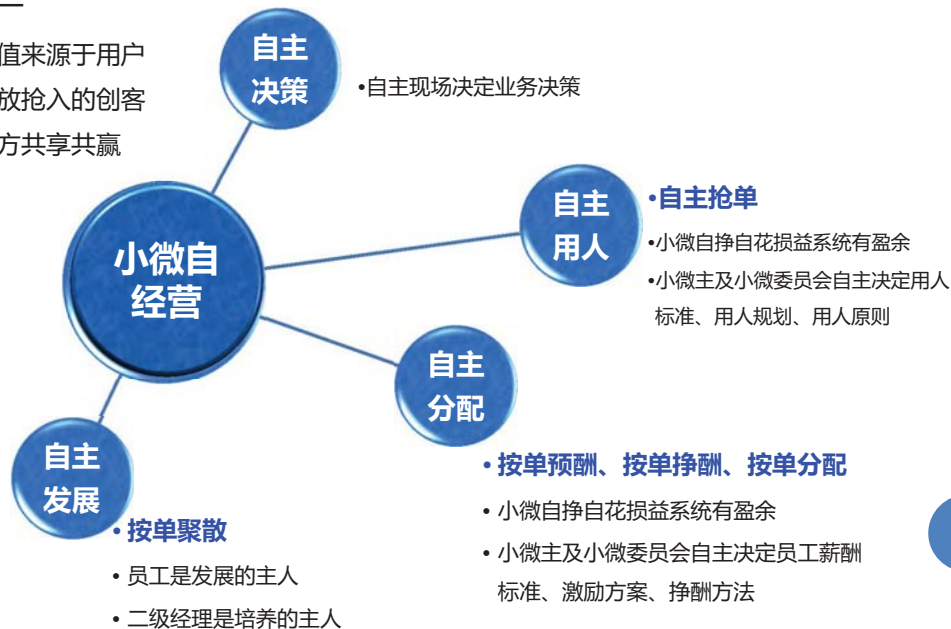 值来源于用户
放抢入的创客
方共享共赢
自主
决策
•自主现场决定业务决策
自主
用人
•自主抢单
•小微自挣自花损益系统有盈余
•小微主及小微委员会自主决定用人
标准、用人规划、用人原则
小微自
经营
自主
分配
• 按单预酬、按单挣酬、按单分配
• 小微自挣自花损益系统有盈余
• 小微主及小微委员会自主决定员工薪酬
标准、激励方案、挣酬方法
自主
发展
• 按单聚散
• 员工是发展的主人
• 二级经理是培养的主人